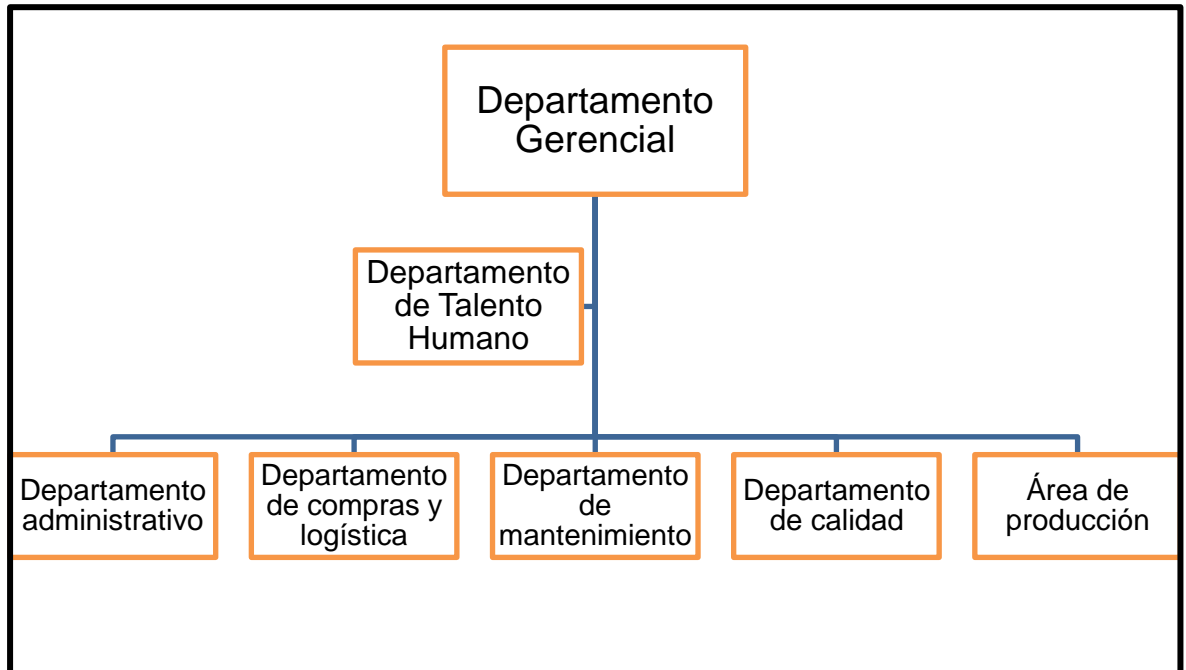 Departamento
Gerencial
Departamento
de Talento
Humano
Departamento
administrativo
Departamento
de compras y
logística
Departamento
de
mantenimiento
Departamento
de calidad
Área de
producción